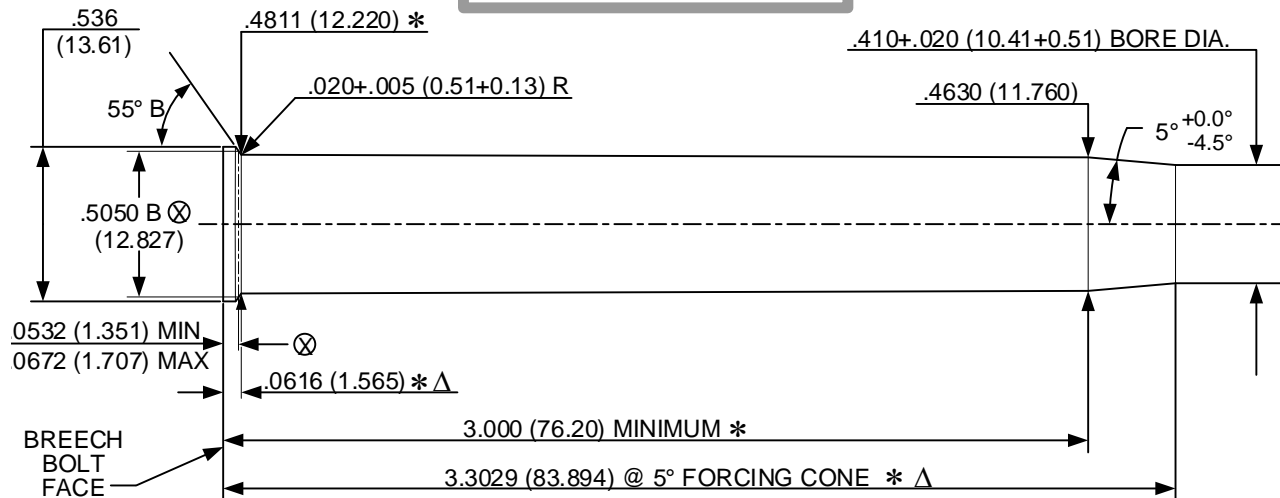 .536
(13.61)
.4811 (12.220) *
.410+.020 (10.41+0.51) BORE DIA.
.020+.005 (0.51+0.13) R
.4630 (11.760)
55° B
5° +0.0°
-4.5°
.5050 B ⊗
(12.827)
.0532 (1.351) MIN
.0672 (1.707) MAX
⊗
.0616 (1.565) * Δ
BREECH
BOLT
FACE
3.000 (76.20) MINIMUM *
3.3029 (83.894) @ 5° FORCING CONE * Δ